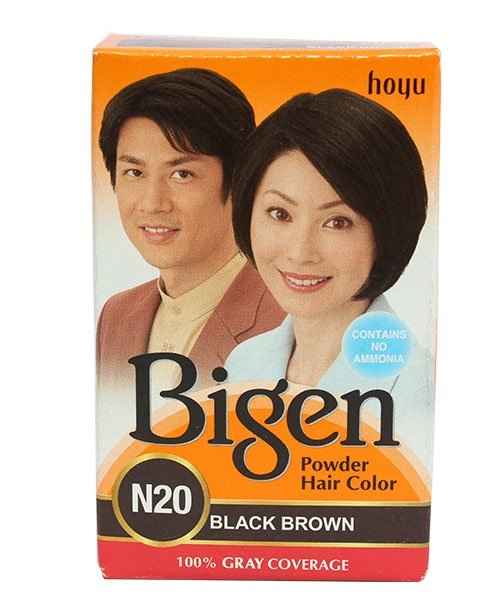 hoyu
CONTAINS
NO
AMMONIA
Bigen
Powder
Hair Color
N20
BLACK BROWN
100% GRAY COVERAGE